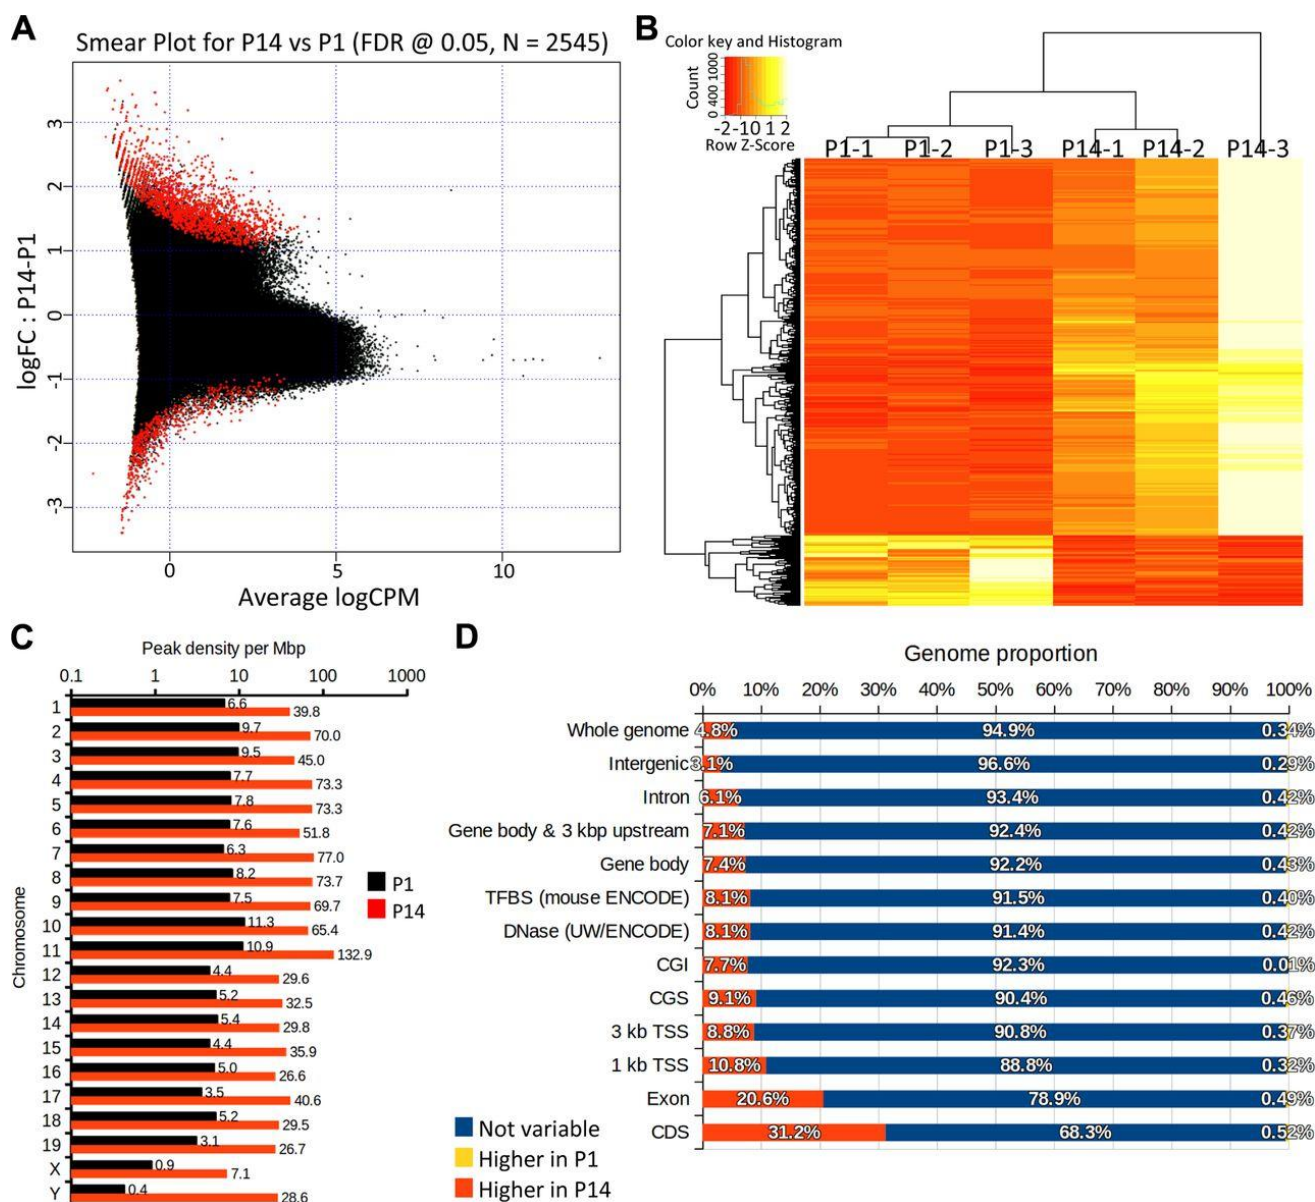 A
Smear Plot for P14 vs P1 (FDR @ 0.05, N = 2545)
logFC : P14-P1
3
2
1
0
-1
-2
-3
0 5 10
Average logCPM
B
Color key and Histogram
Count
0 400 1000
-2 -1 0 1 2
Row Z-Score
P1-1 P1-2 P1-3 P14-1 P14-2 P14-3
C
Peak density per Mbp
0.1 1 10 100 1000
Chromosome
1 6.6 39.8
2 9.7 70.0
3 9.5 45.0
4 7.7 73.3
5 7.8 73.3
6 7.6 51.8
7 6.3 77.0
8 8.2 73.7
9 7.5 69.7
10 11.3 65.4
11 10.9 132.9
12 4.4 29.6
13 5.2 32.5
14 5.4 29.8
15 4.4 35.9
16 5.0 26.6
17 3.5 40.6
18 5.2 29.5
19 3.1 26.7
X 0.9 7.1
Y 0.4 28.6
P1
P14
D
Genome proportion
0% 10% 20% 30% 40% 50% 60% 70% 80% 90% 100%
Whole genome 4.8% 94.9% 0.34%
Intergenic 3.1% 96.6% 0.29%
Intron 6.1% 93.4% 0.42%
Gene body & 3 kbp upstream 7.1% 92.4% 0.42%
Gene body 7.4% 92.2% 0.43%
TFBS (mouse ENCODE) 8.1% 91.5% 0.40%
DNase (UW/ENCODE) 8.1% 91.4% 0.42%
CGI 7.7% 92.3% 0.01%
CGS 9.1% 90.4% 0.46%
3 kb TSS 8.8% 90.8% 0.37%
1 kb TSS 10.8% 88.8% 0.32%
Exon 20.6% 78.9% 0.49%
CDS 31.2% 68.3% 0.52%
Not variable
Higher in P1
Higher in P14